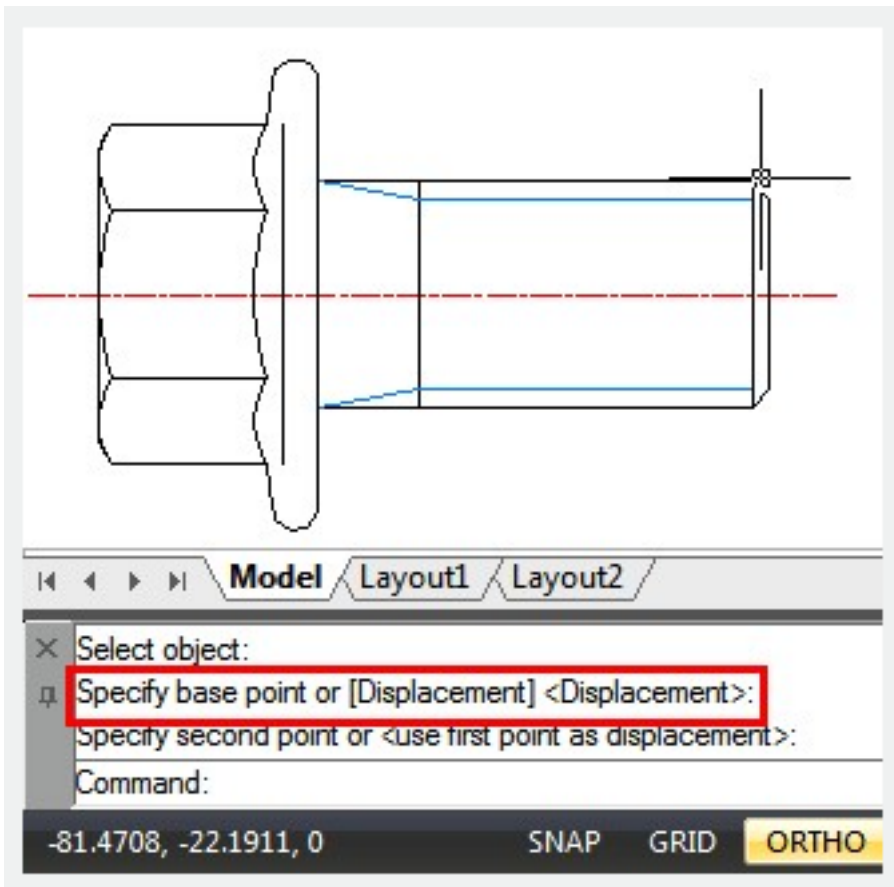 Model Layout1 Layout2
Select object:
Specify base point or [Displacement] <Displacement>:
Specify second point or <use first point as displacement>:
Command:
-81.4708, -22.1911, 0 SNAP GRID ORTHO